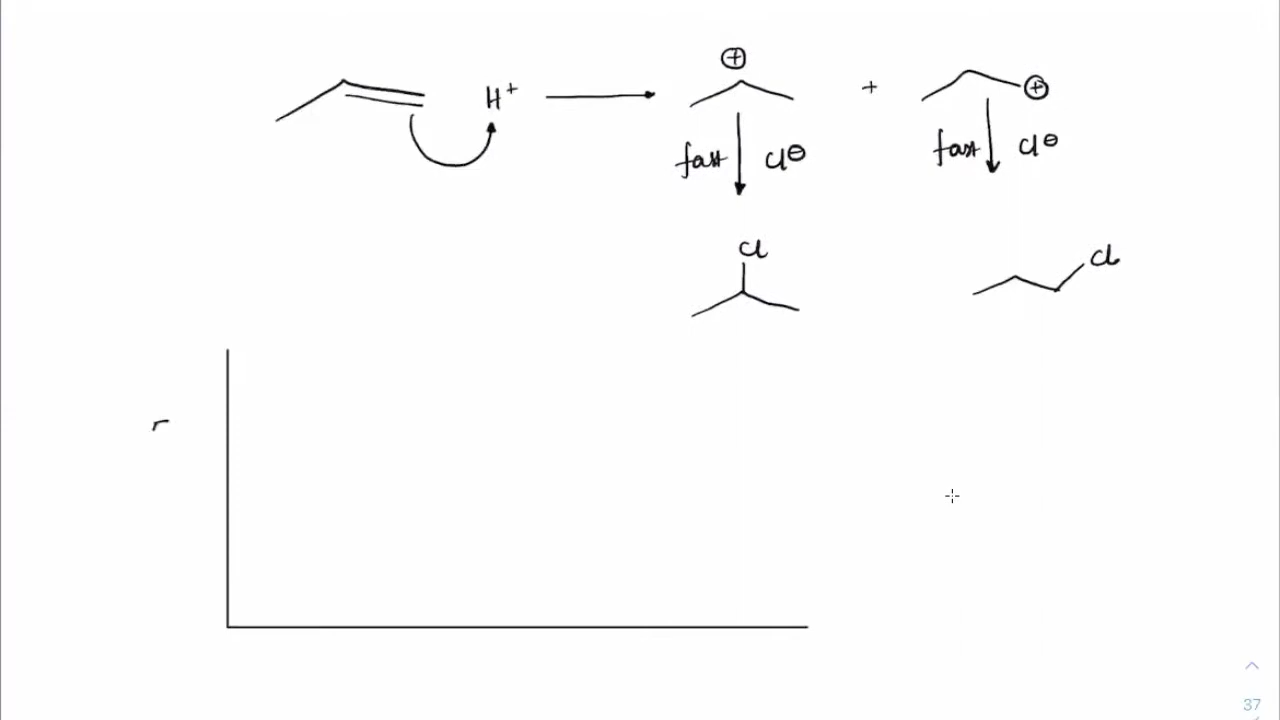 H⁺ ⊕ + ⊕
fast Cl⊖ fast Cl⊖
Cl Cl
r
37